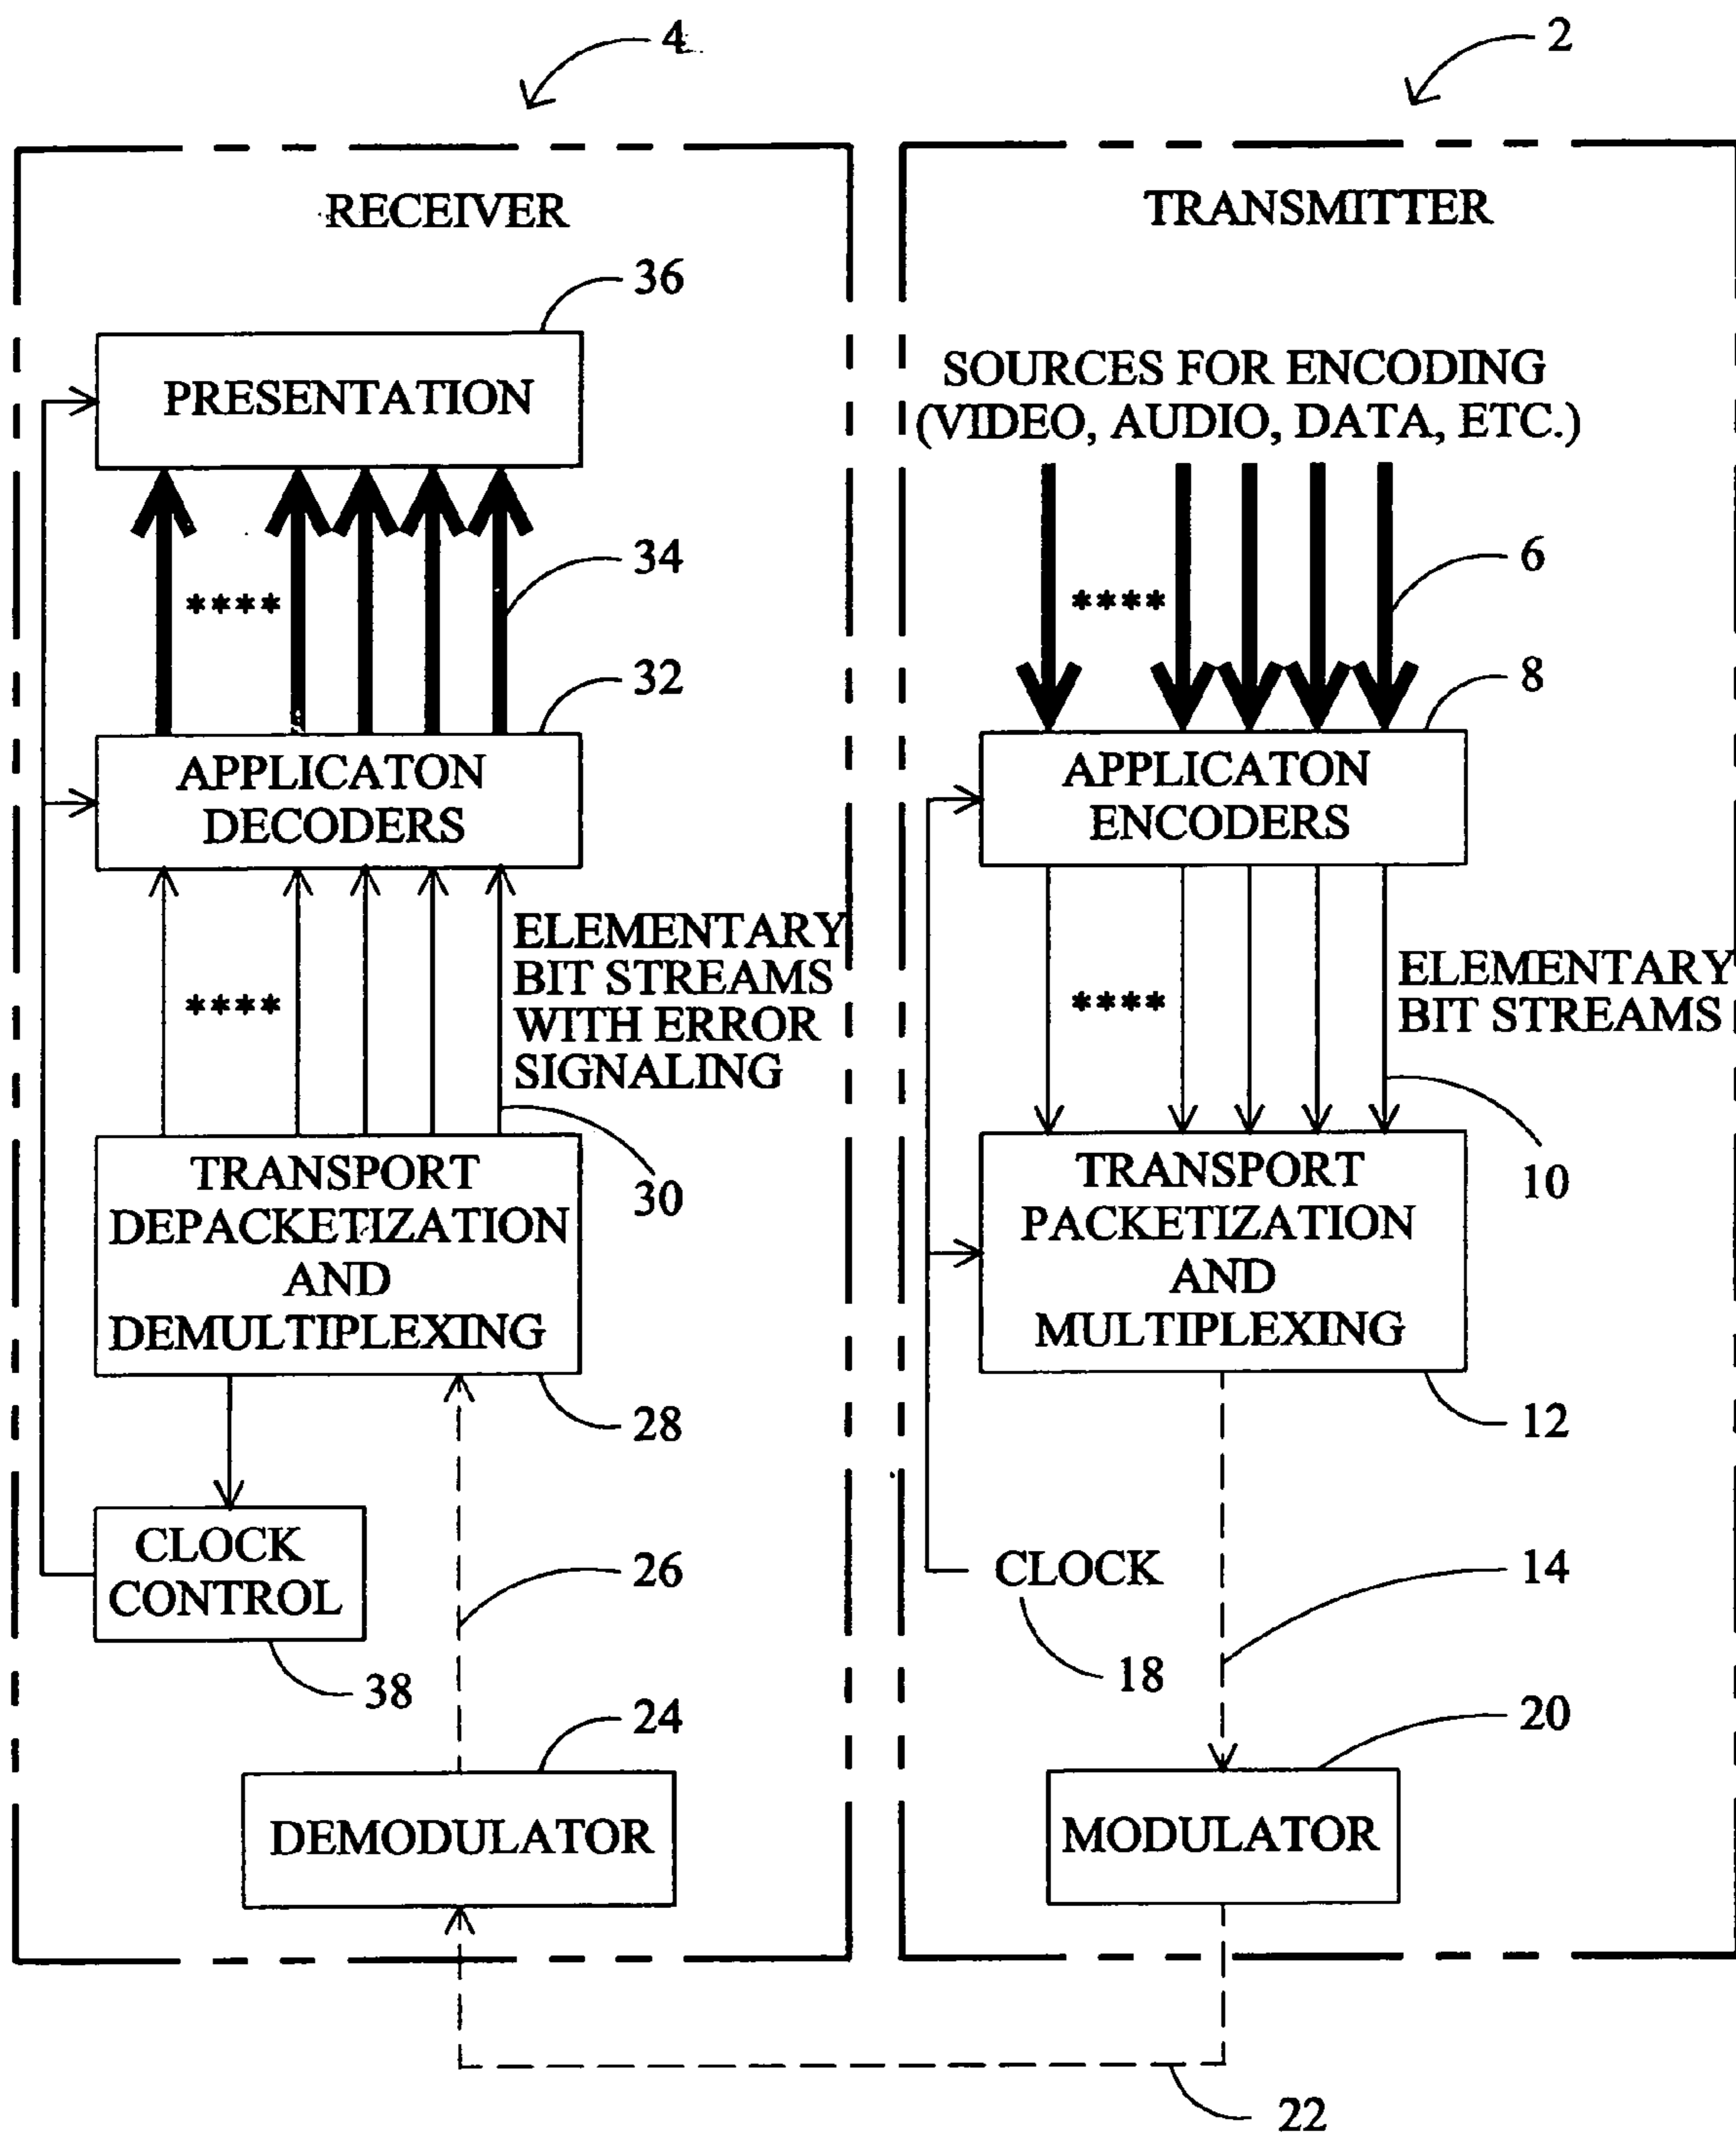 4
2
RECEIVER
36
PRESENTATION
34
****
32
APPLICATON
DECODERS
ELEMENTARY
BIT STREAMS
WITH ERROR
SIGNALING
****
30
TRANSPORT
DEPACKETIZATION
AND
DEMULTIPLEXING
28
CLOCK
CONTROL
38
26
24
DEMODULATOR
TRANSMITTER
SOURCES FOR ENCODING
(VIDEO, AUDIO, DATA, ETC.)
6
****
8
APPLICATON
ENCODERS
ELEMENTARY
BIT STREAMS
****
10
TRANSPORT
PACKETIZATION
AND
MULTIPLEXING
12
CLOCK
18
14
20
MODULATOR
22